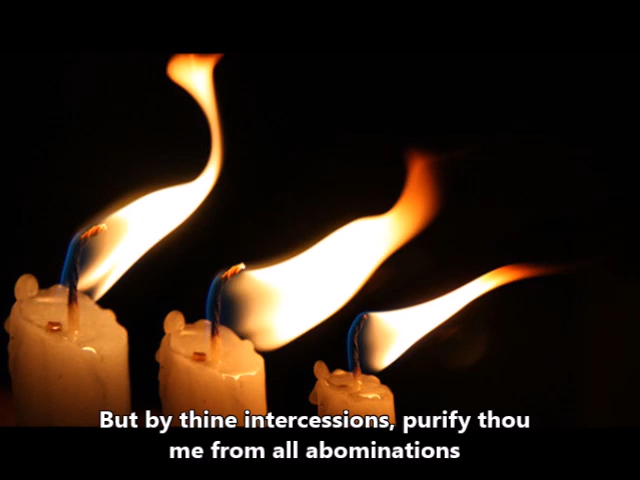 But by thine intercessions, purify thou
me from all abominations